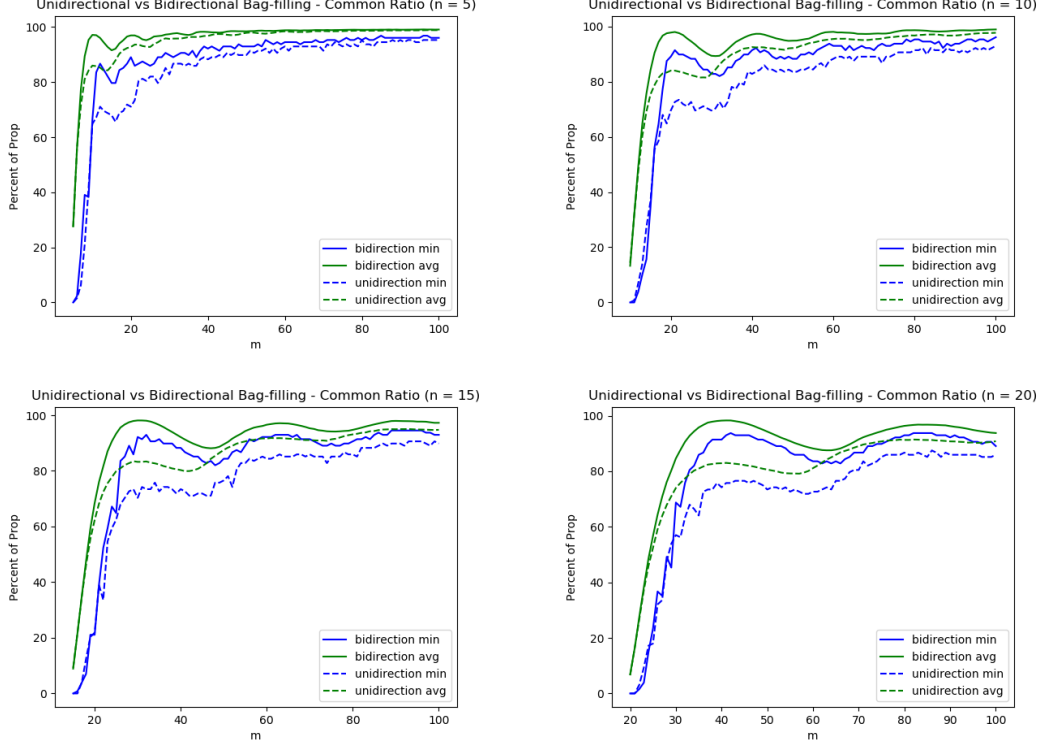 Unidirectional vs Bidirectional Bag-filling - Common Ratio (n = 5)
Percent of Prop
100
80
60
40
20
0
bidirection min
bidirection avg
unidirection min
unidirection avg
20
40
60
80
100
m
Unidirectional vs Bidirectional Bag-filling - Common Ratio (n = 10)
Percent of Prop
100
80
60
40
20
0
bidirection min
bidirection avg
unidirection min
unidirection avg
20
40
60
80
100
m
Unidirectional vs Bidirectional Bag-filling - Common Ratio (n = 15)
Percent of Prop
100
80
60
40
20
0
bidirection min
bidirection avg
unidirection min
unidirection avg
20
40
60
80
100
m
Unidirectional vs Bidirectional Bag-filling - Common Ratio (n = 20)
Percent of Prop
100
80
60
40
20
0
bidirection min
bidirection avg
unidirection min
unidirection avg
20
30
40
50
60
70
80
90
100
m